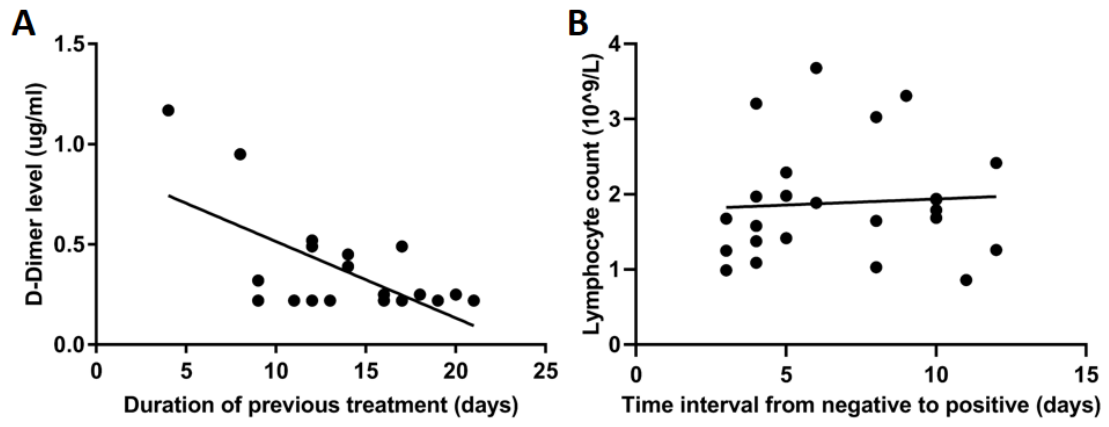 A
D-Dimer level (ug/ml)
1.5
1.0
0.5
0.0
0 5 10 15 20 25
Duration of previous treatment (days)
B
Lymphocyte count (10^9/L)
4
3
2
1
0
0 5 10 15
Time interval from negative to positive (days)